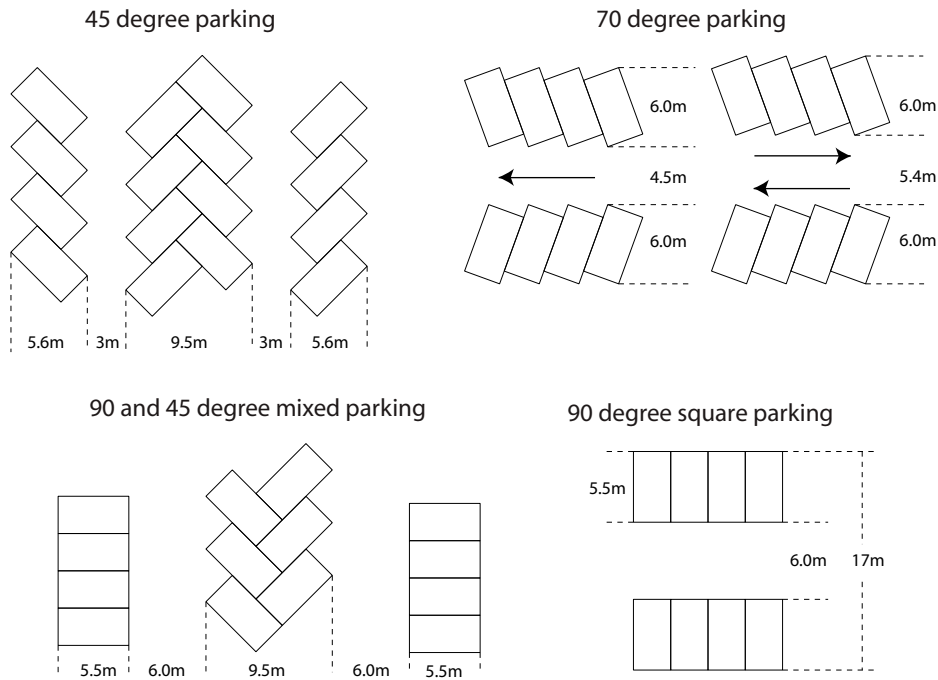 45 degree parking
5.6m 3m 9.5m 3m 5.6m
70 degree parking
6.0m
4.5m
6.0m
6.0m
5.4m
6.0m
90 and 45 degree mixed parking
5.5m 6.0m 9.5m 6.0m 5.5m
90 degree square parking
5.5m
6.0m 17m